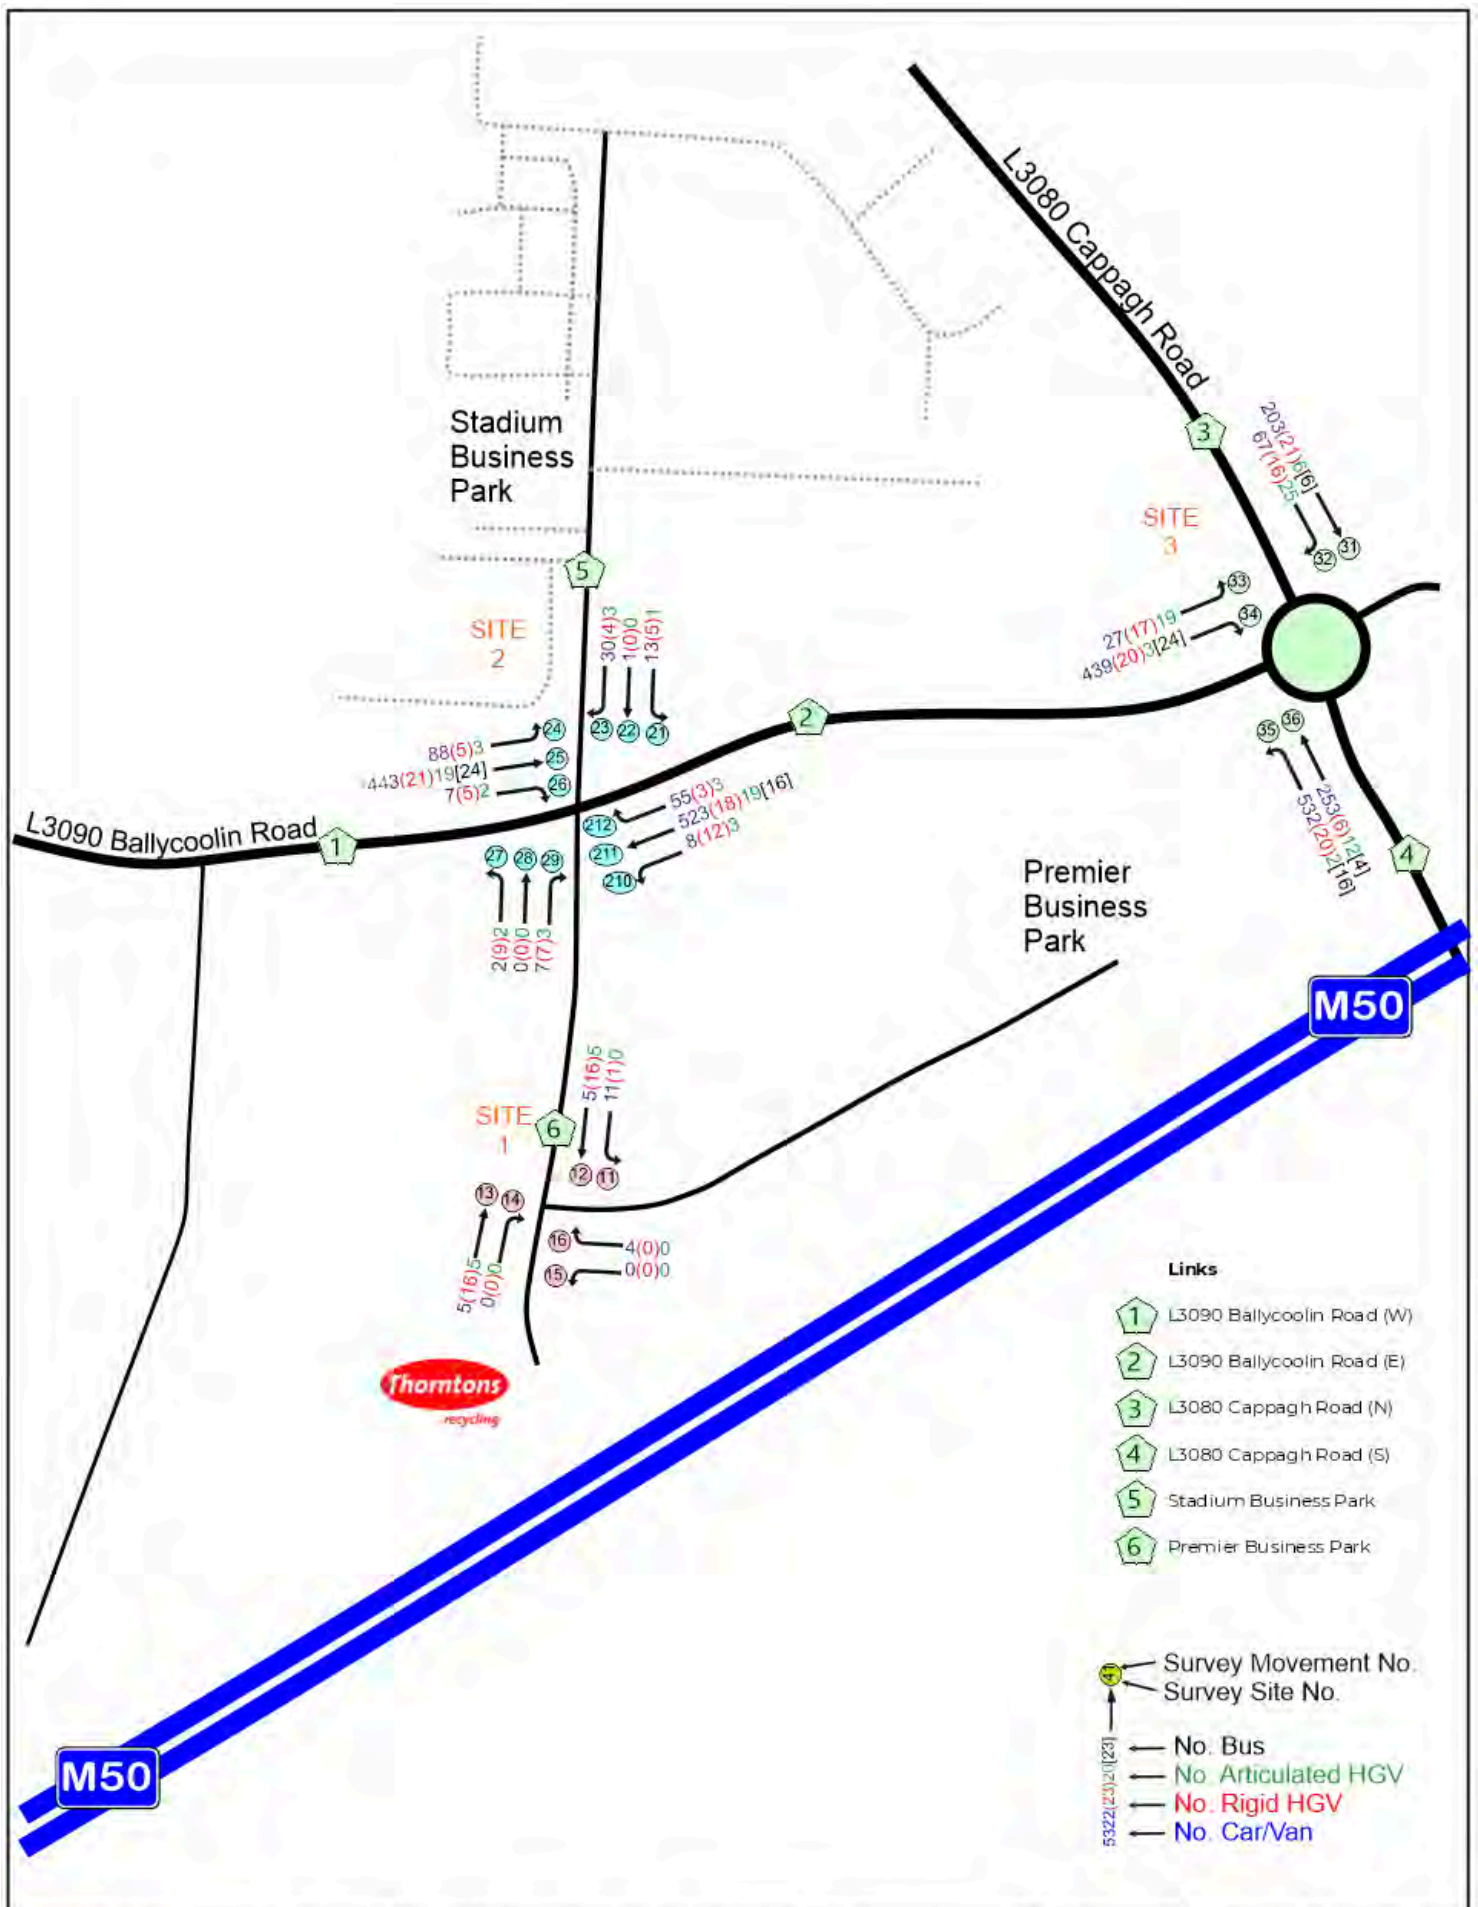 L3080 Cappagh Road
3
203(21)6[6]
67(16)25
Stadium
Business
Park
SITE
3
31
32
5
33
34
27(17)19
439(20)3[24]
SITE
2
30(4)3
1(0)0
13(5)1
2
36
35
24
23
22
21
88(5)3
25
443(21)19[24]
26
7(5)2
55(3)3
523(18)19[16]
8(12)3
253(6)12[4]
532(20)2[16]
L3090 Ballycoolin Road
1
212
211
210
27
28
29
4
2(9)2
0(0)0
7(7)3
Premier
Business
Park
M50
5(16)5
11(1)0
SITE
1
6
12
11
13
14
16
4(0)0
15
0(0)0
5(16)5
0(0)0
Links
1 L3090 Ballycoolin Road (W)
2 L3090 Ballycoolin Road (E)
3 L3080 Cappagh Road (N)
4 L3080 Cappagh Road (S)
5 Stadium Business Park
6 Premier Business Park
Thorntons
recycling
41
Survey Movement No.
Survey Site No.
5322(23)20[23]
No. Bus
No. Articulated HGV
No. Rigid HGV
No. Car/Van
M50